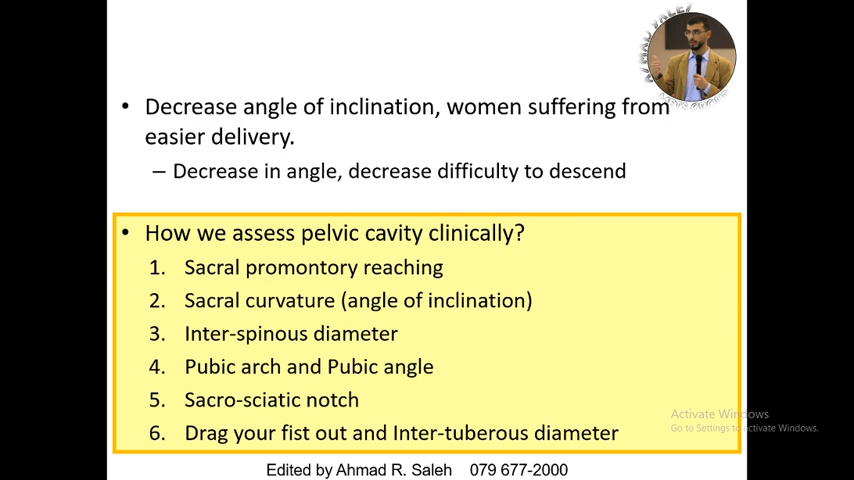 • Decrease angle of inclination, women suffering from
easier delivery.
– Decrease in angle, decrease difficulty to descend
• How we assess pelvic cavity clinically?
1. Sacral promontory reaching
2. Sacral curvature (angle of inclination)
3. Inter-spinous diameter
4. Pubic arch and Pubic angle
5. Sacro-sciatic notch
6. Drag your fist out and Inter-tuberous diameter
Activate Windows
Go to Settings to Activate Windows.
Edited by Ahmad R. Saleh 079 677-2000